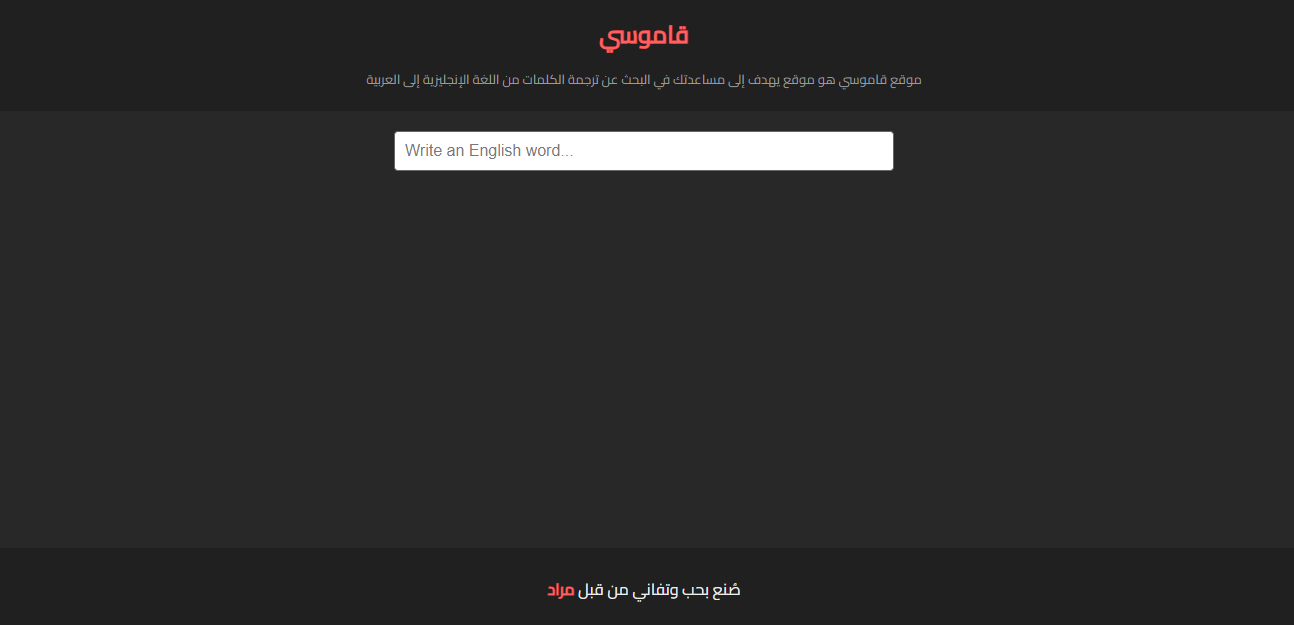 قاموسي
موقع قاموسي هو موقع يهدف إلى مساعدتك في البحث عن ترجمة الكلمات من اللغة الإنجليزية إلى العربية
Write an English word...
صُنع بحب وتفاني من قبل مراد